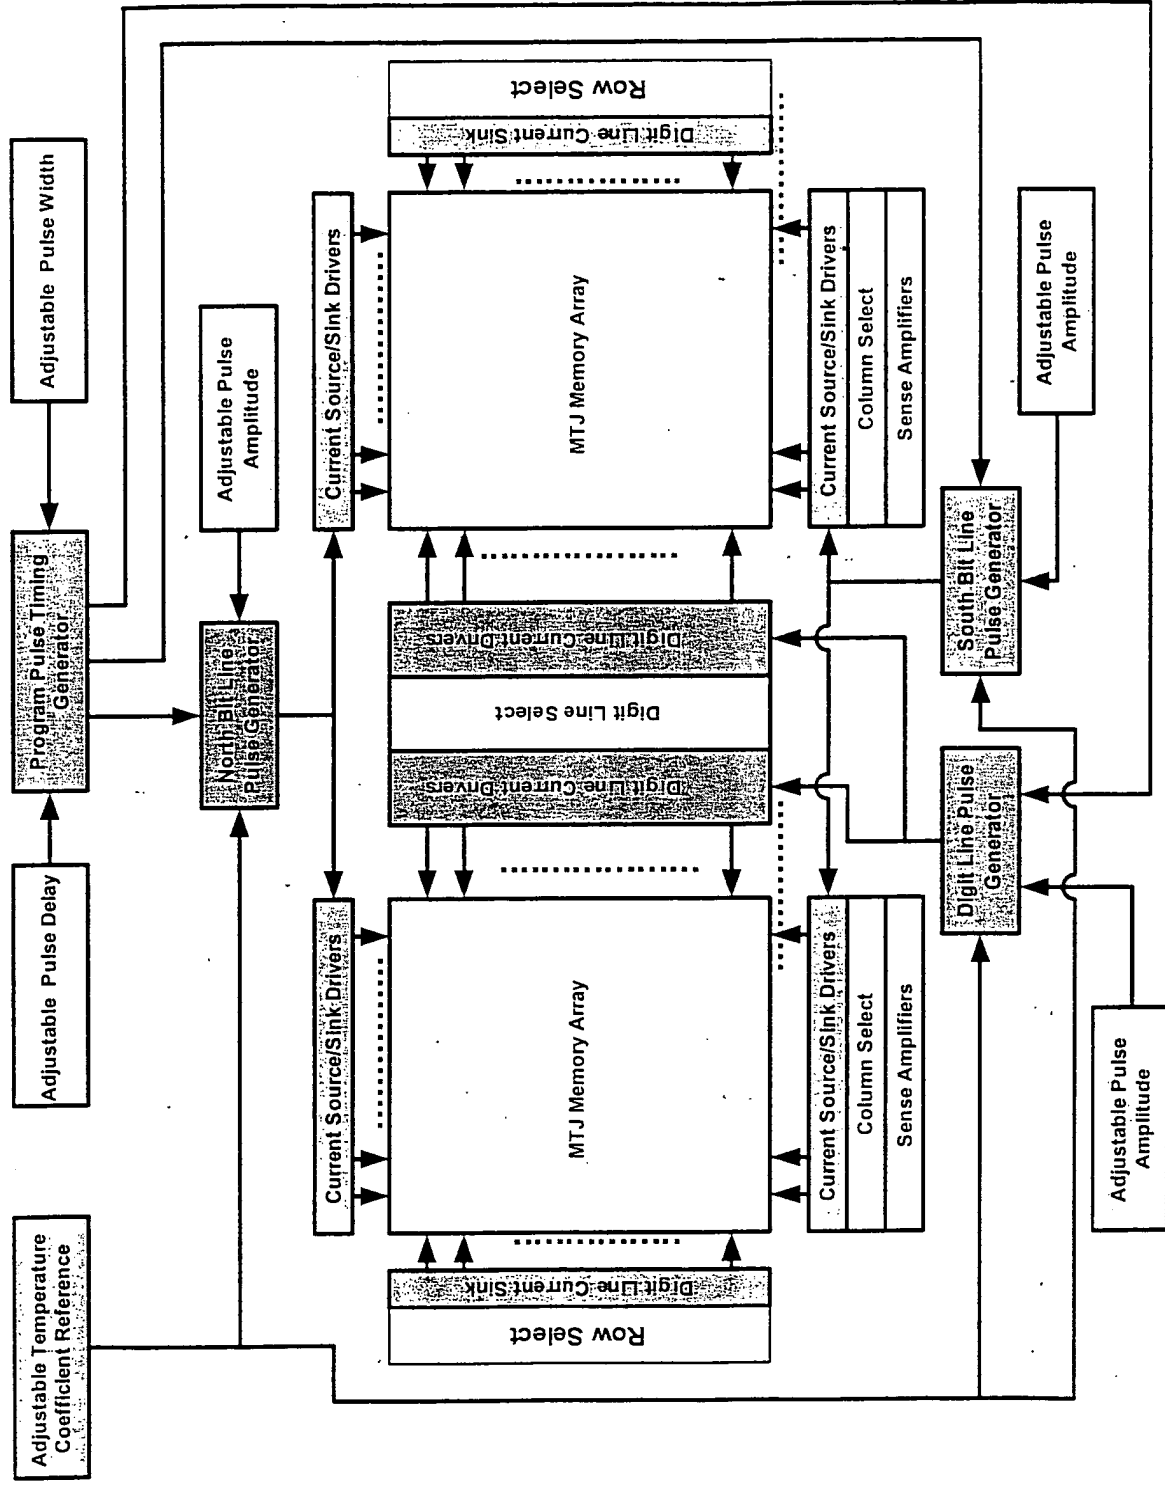 Adjustable Temperature
Coefficient Reference
Adjustable Pulse Delay
Program Pulse Timing
Generator
Adjustable Pulse Width
North Bit Line
Pulse Generator
Adjustable Pulse
Amplitude
Current Source/Sink Drivers
Current Source/Sink Drivers
Row Select
Digit Line Current Sink
MTJ Memory Array
Digit Line Current Drivers
Digit Line Select
Digit Line Current Drivers
MTJ Memory Array
Digit Line Current Sink
Row Select
Current Source/Sink Drivers
Column Select
Sense Amplifiers
Current Source/Sink Drivers
Column Select
Sense Amplifiers
Digit Line Pulse
Generator
South Bit Line
Pulse Generator
Adjustable Pulse
Amplitude
Adjustable Pulse
Amplitude